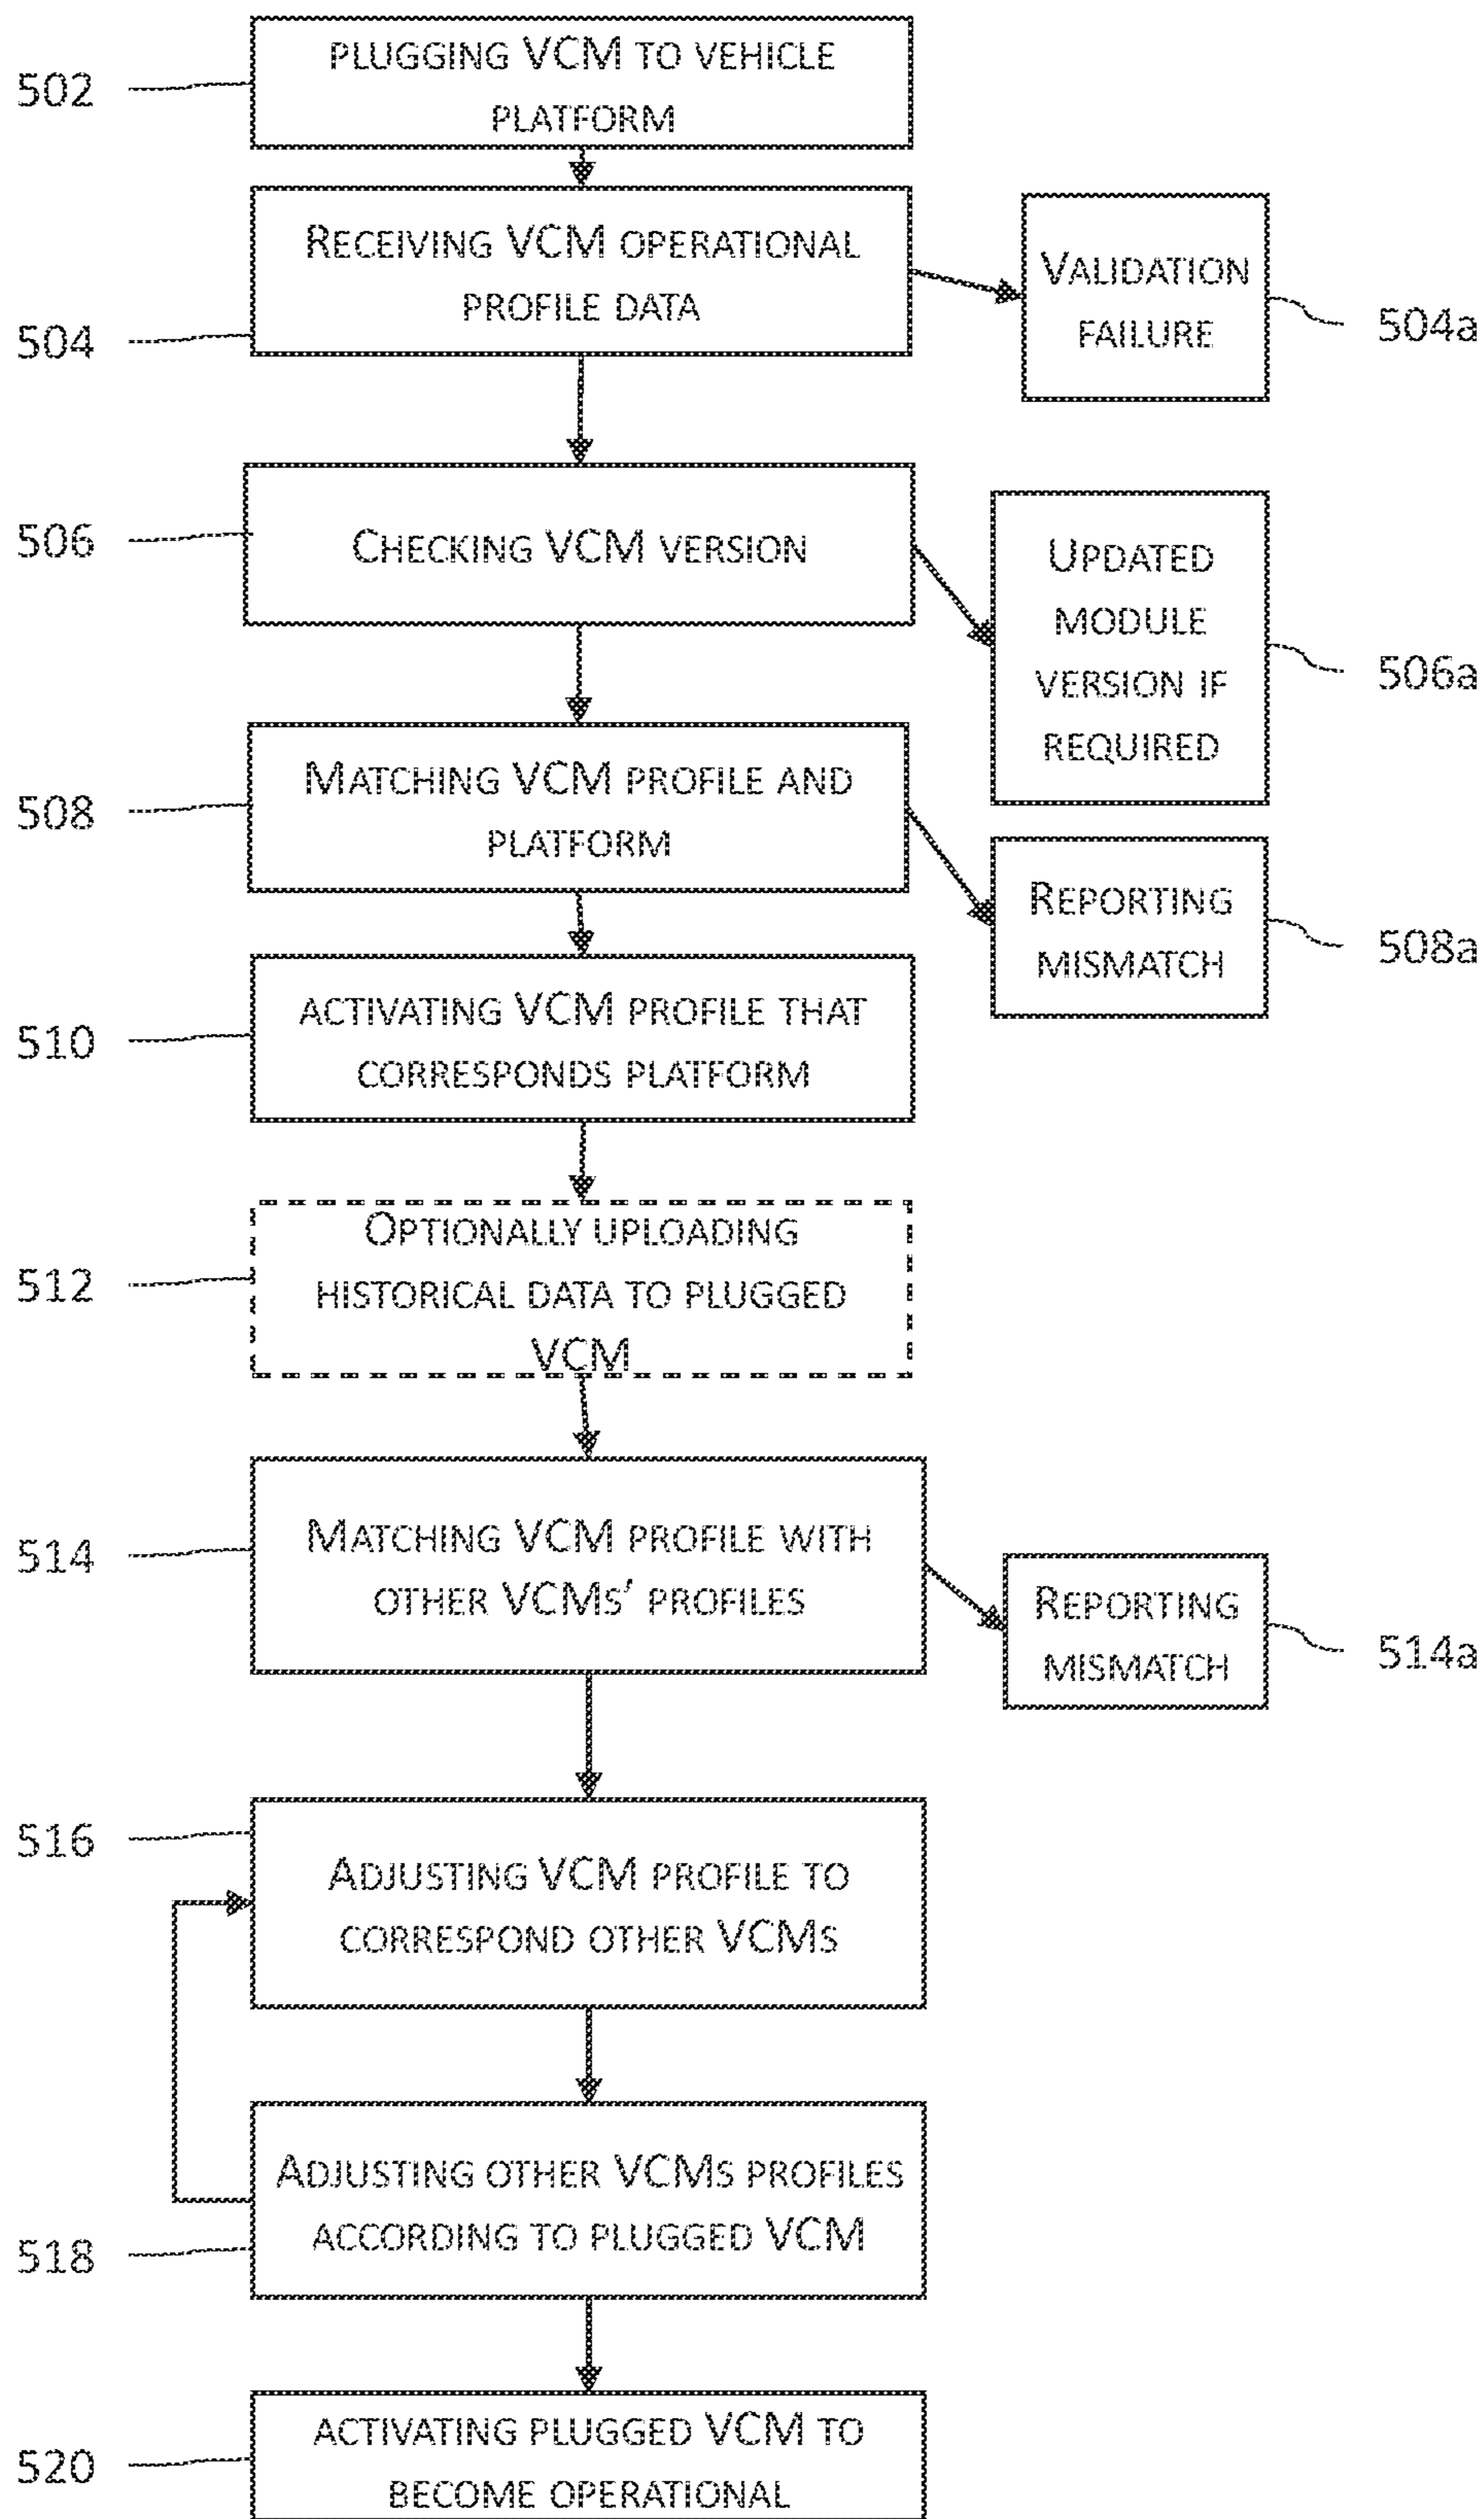 PLUGGING VCM TO VEHICLE
PLATFORM
502
RECEIVING VCM OPERATIONAL
PROFILE DATA
504
VALIDATION
FAILURE
504a
CHECKING VCM VERSION
506
UPDATED
MODULE
VERSION IF
REQUIRED
506a
MATCHING VCM PROFILE AND
PLATFORM
508
REPORTING
MISMATCH
508a
ACTIVATING VCM PROFILE THAT
CORRESPONDS PLATFORM
510
OPTIONALLY UPLOADING
HISTORICAL DATA TO PLUGGED
VCM
512
MATCHING VCM PROFILE WITH
OTHER VCMS' PROFILES
514
REPORTING
MISMATCH
514a
516
ADJUSTING VCM PROFILE TO
CORRESPOND OTHER VCMS
ADJUSTING OTHER VCMS PROFILES
ACCORDING TO PLUGGED VCM
518
ACTIVATING PLUGGED VCM TO
BECOME OPERATIONAL
520